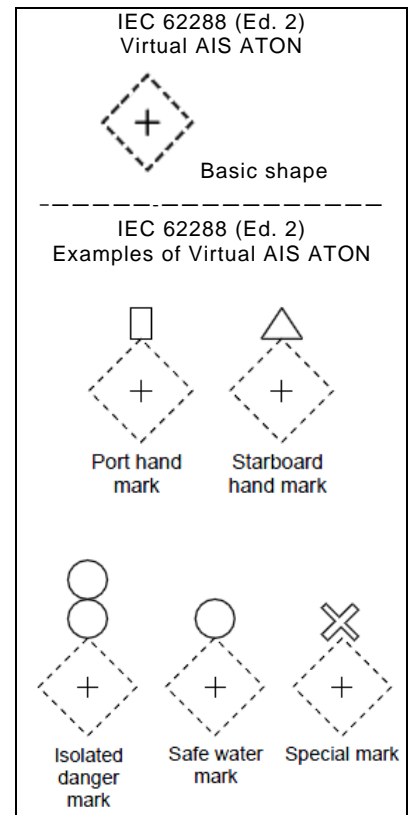 IEC 62288 (Ed. 2)
Virtual AIS ATON
Basic shape
IEC 62288 (Ed. 2)
Examples of Virtual AIS ATON
Port hand
mark
Starboard
hand mark
Isolated
danger
mark
Safe water
mark
Special mark